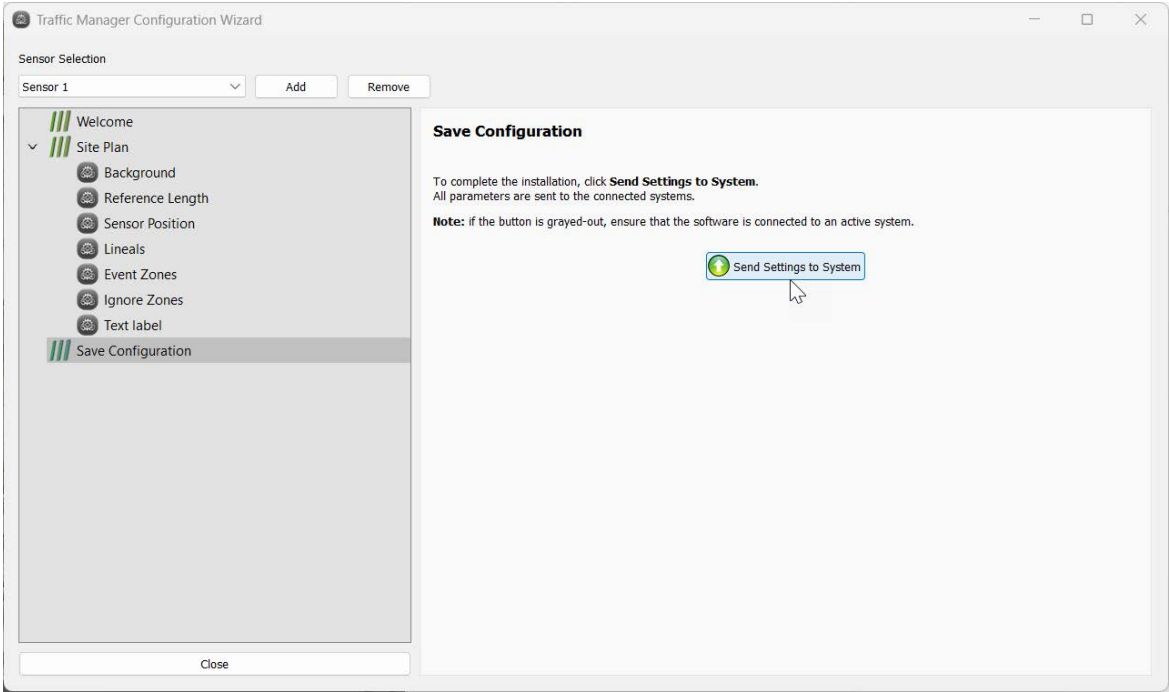 Traffic Manager Configuration Wizard
Sensor Selection
Sensor 1
Add
Remove
Welcome
Site Plan
Background
Reference Length
Sensor Position
Lineals
Event Zones
Ignore Zones
Text label
Save Configuration
Close
Save Configuration
To complete the installation, click Send Settings to System.
All parameters are sent to the connected systems.
Note: if the button is grayed-out, ensure that the software is connected to an active system.
Send Settings to System